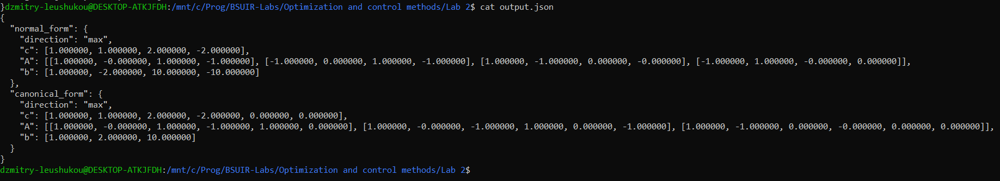 }dzmitry-leushukou@DESKTOP-ATKJFDH:/mnt/c/Prog/BSUIR-Labs/Optimization and control methods/Lab 2$ cat output.json
{
  "normal_form": {
    "direction": "max",
    "c": [1.000000, 1.000000, 2.000000, -2.000000],
    "A": [[1.000000, -0.000000, 1.000000, -1.000000], [-1.000000, 0.000000, 1.000000, -1.000000], [1.000000, -1.000000, 0.000000, -0.000000], [-1.000000, 1.000000, -0.000000, 0.000000]],
    "b": [1.000000, -2.000000, 10.000000, -10.000000]
  },
  "canonical_form": {
    "direction": "max",
    "c": [1.000000, 1.000000, 2.000000, -2.000000, 0.000000, 0.000000],
    "A": [[1.000000, -0.000000, 1.000000, -1.000000, 1.000000, 0.000000], [1.000000, -0.000000, -1.000000, 1.000000, 0.000000, -1.000000], [1.000000, -1.000000, 0.000000, -0.000000, 0.000000, 0.000000]],
    "b": [1.000000, 2.000000, 10.000000]
  }
}
dzmitry-leushukou@DESKTOP-ATKJFDH:/mnt/c/Prog/BSUIR-Labs/Optimization and control methods/Lab 2$